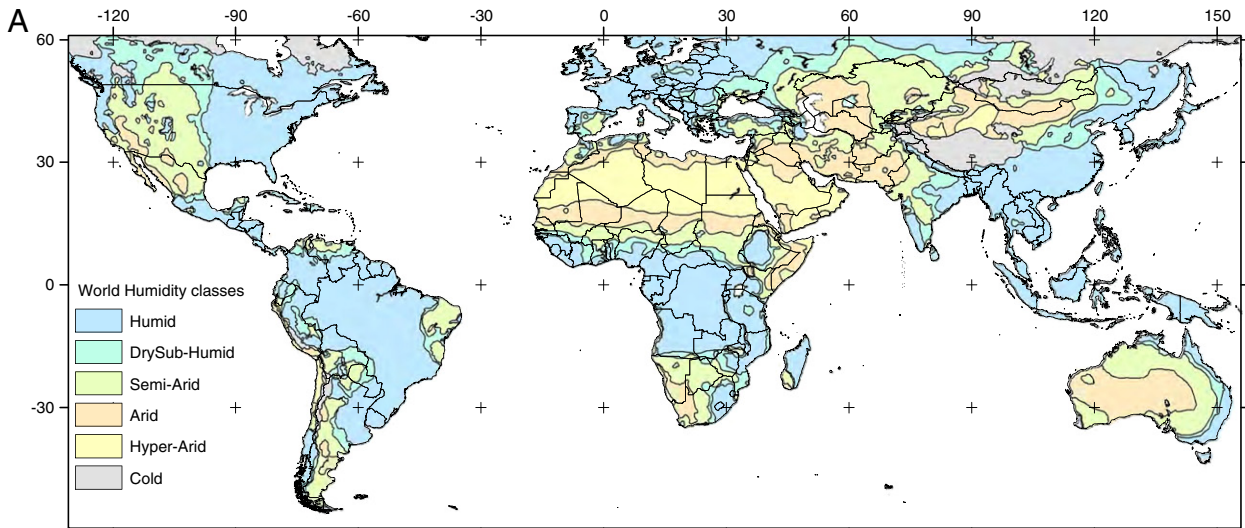 A
-120 -90 -60 -30 0 30 60 90 120 150
60
30
0
-30
World Humidity classes
Humid
DrySub-Humid
Semi-Arid
Arid
Hyper-Arid
Cold